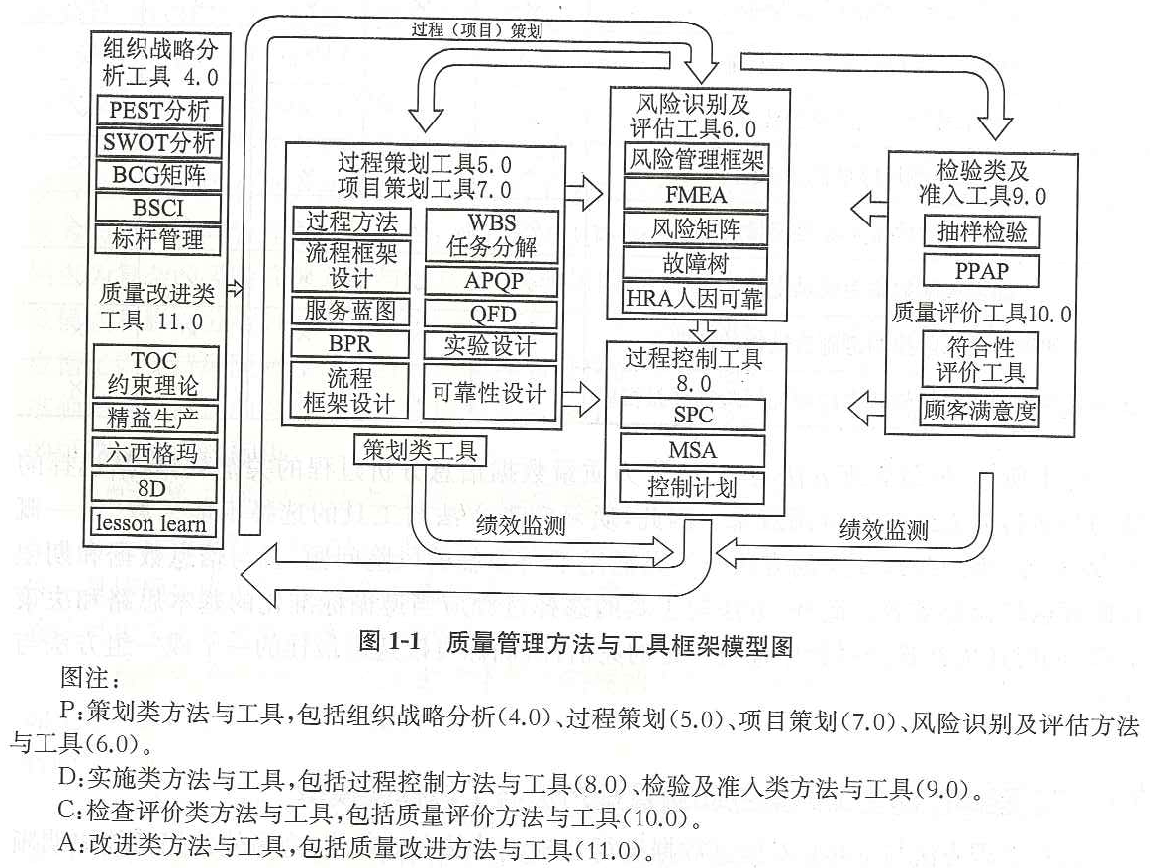 过程（项目）策划
组织战略分
析工具 4.0
PEST分析
SWOT分析
BCG矩阵
BSCI
标杆管理
质量改进类
工具 11.0
TOC
约束理论
精益生产
六西格玛
8D
lesson learn
过程策划工具5.0
项目策划工具7.0
过程方法
流程框架
设计
服务蓝图
BPR
流程
框架设计
WBS
任务分解
APQP
QFD
实验设计
可靠性设计
策划类工具
风险识别及
评估工具6.0
风险管理框架
FMEA
风险矩阵
故障树
HRA人因可靠
过程控制工具
8.0
SPC
MSA
控制计划
检验类及
准入工具9.0
抽样检验
PPAP
质量评价工具10.0
符合性
评价工具
顾客满意度
绩效监测
绩效监测
图 1-1 质量管理方法与工具框架模型图
图注：
P:策划类方法与工具,包括组织战略分析(4.0)、过程策划(5.0)、项目策划(7.0)、风险识别及评估方法
与工具(6.0)。
D:实施类方法与工具,包括过程控制方法与工具(8.0)、检验及准入类方法与工具(9.0)。
C:检查评价类方法与工具,包括质量评价方法与工具(10.0)。
A:改进类方法与工具,包括质量改进方法与工具(11.0)。